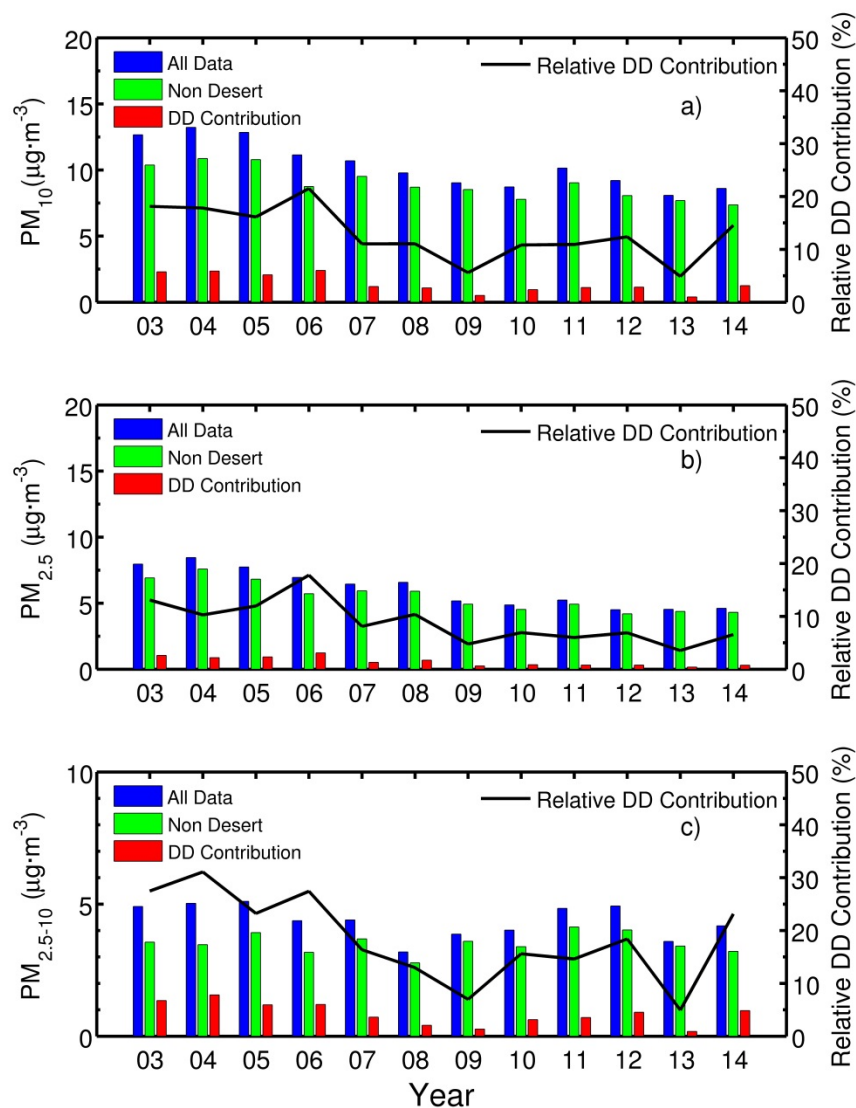 20
15
10
5
0
PM10(µg·m-3)
All Data
Non Desert
DD Contribution
Relative DD Contribution
a)
50
40
30
20
10
0
Relative DD Contribution (%)
03 04 05 06 07 08 09 10 11 12 13 14
20
15
10
5
0
PM2.5 (µg·m-3)
All Data
Non Desert
DD Contribution
Relative DD Contribution
b)
50
40
30
20
10
0
Relative DD Contribution (%)
03 04 05 06 07 08 09 10 11 12 13 14
10
5
0
PM2.5-10 (µg·m-3)
All Data
Non Desert
DD Contribution
Relative DD Contribution
c)
50
40
30
20
10
0
Relative DD Contribution (%)
03 04 05 06 07 08 09 10 11 12 13 14
Year